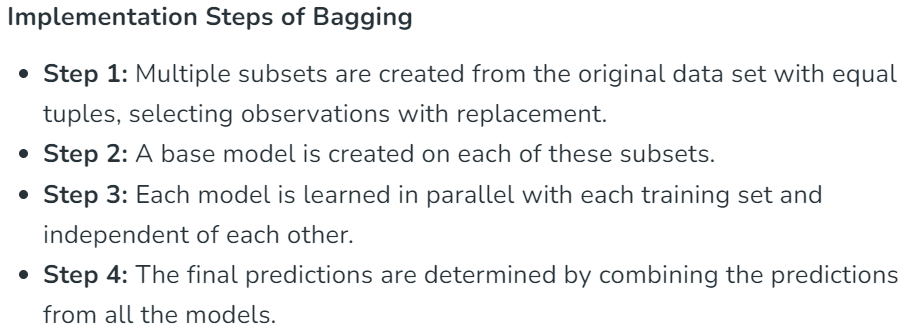 Implementation Steps of Bagging
• Step 1: Multiple subsets are created from the original data set with equal
tuples, selecting observations with replacement.
• Step 2: A base model is created on each of these subsets.
• Step 3: Each model is learned in parallel with each training set and
independent of each other.
• Step 4: The final predictions are determined by combining the predictions
from all the models.